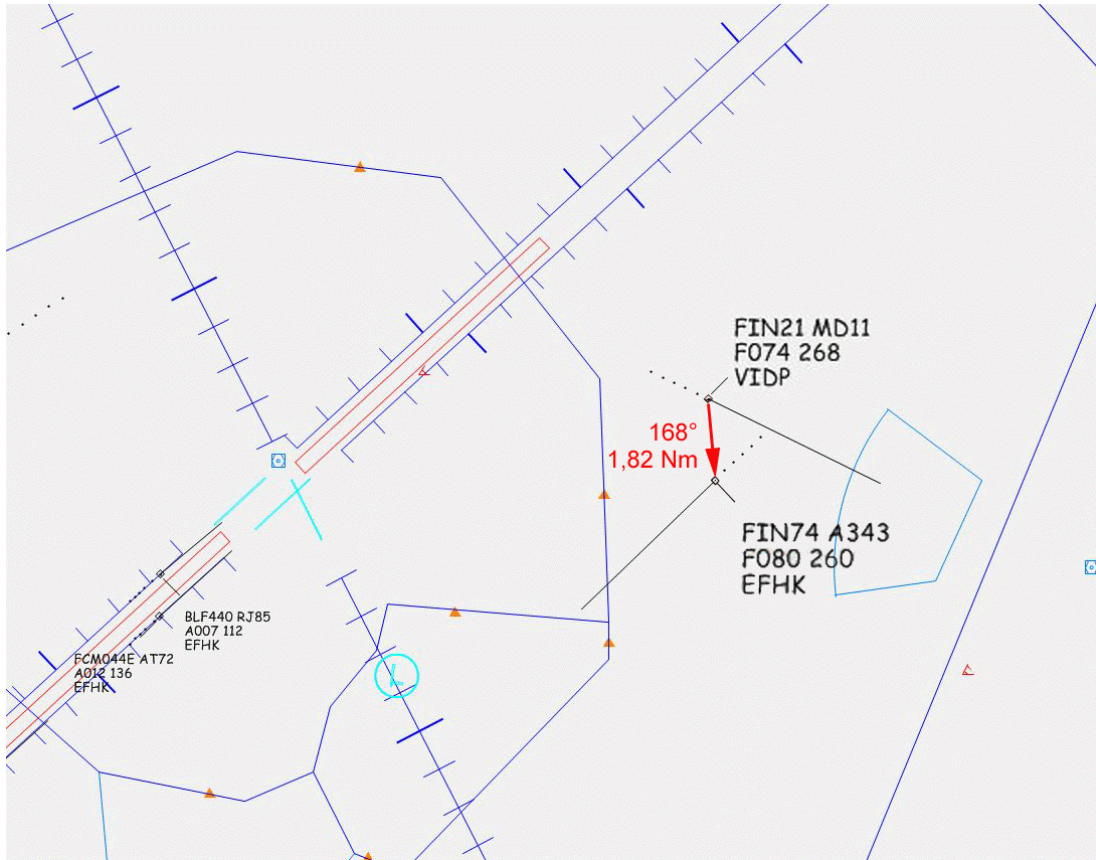 FIN21 MD11
F074 268
VIDP
168°
1,82 Nm
FIN74 A343
F080 260
EFHK
BLF440 RJ85
A007 112
EFHK
FCM044E AT72
A012 136
EFHK